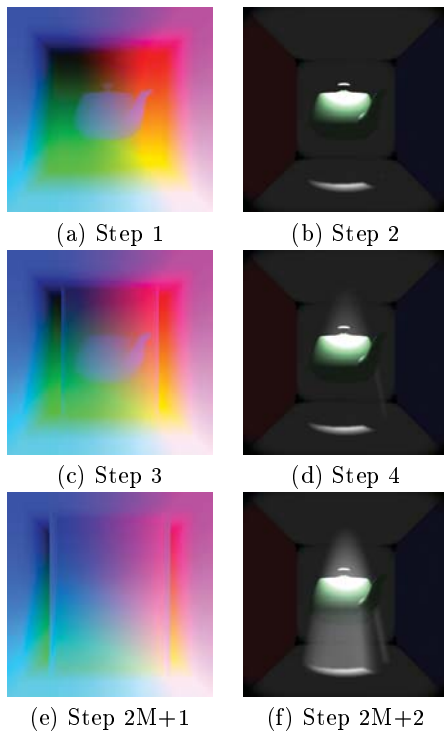 (a) Step 1
(b) Step 2
(c) Step 3
(d) Step 4
(e) Step 2M+1
(f) Step 2M+2